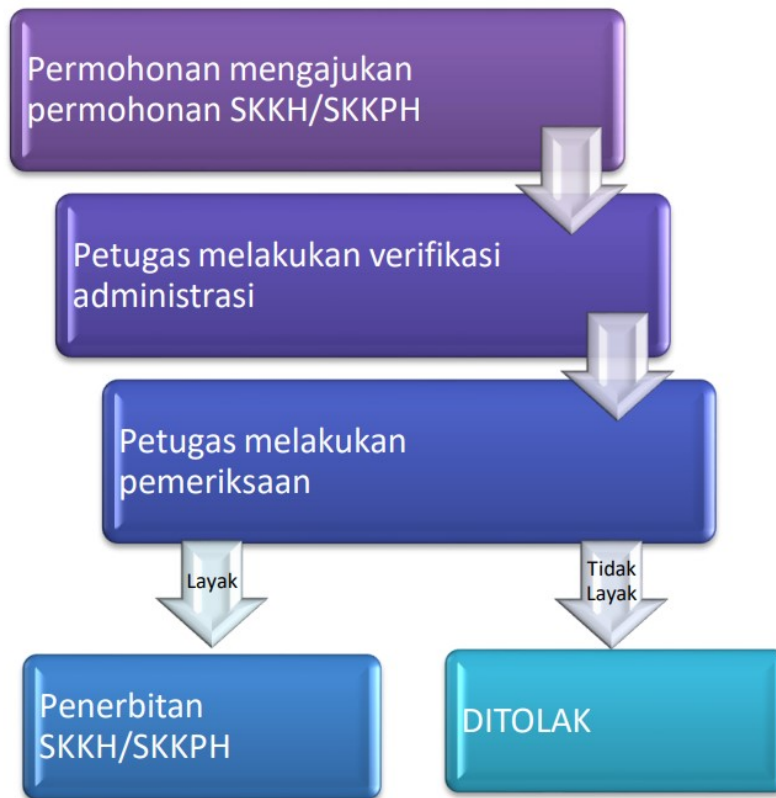 Permohonan mengajukan
permohonan SKKH/SKKPH
Petugas melakukan verifikasi
administrasi
Petugas melakukan
pemeriksaan
Layak
Tidak
Layak
Penerbitan
SKKH/SKKPH
DITOLAK